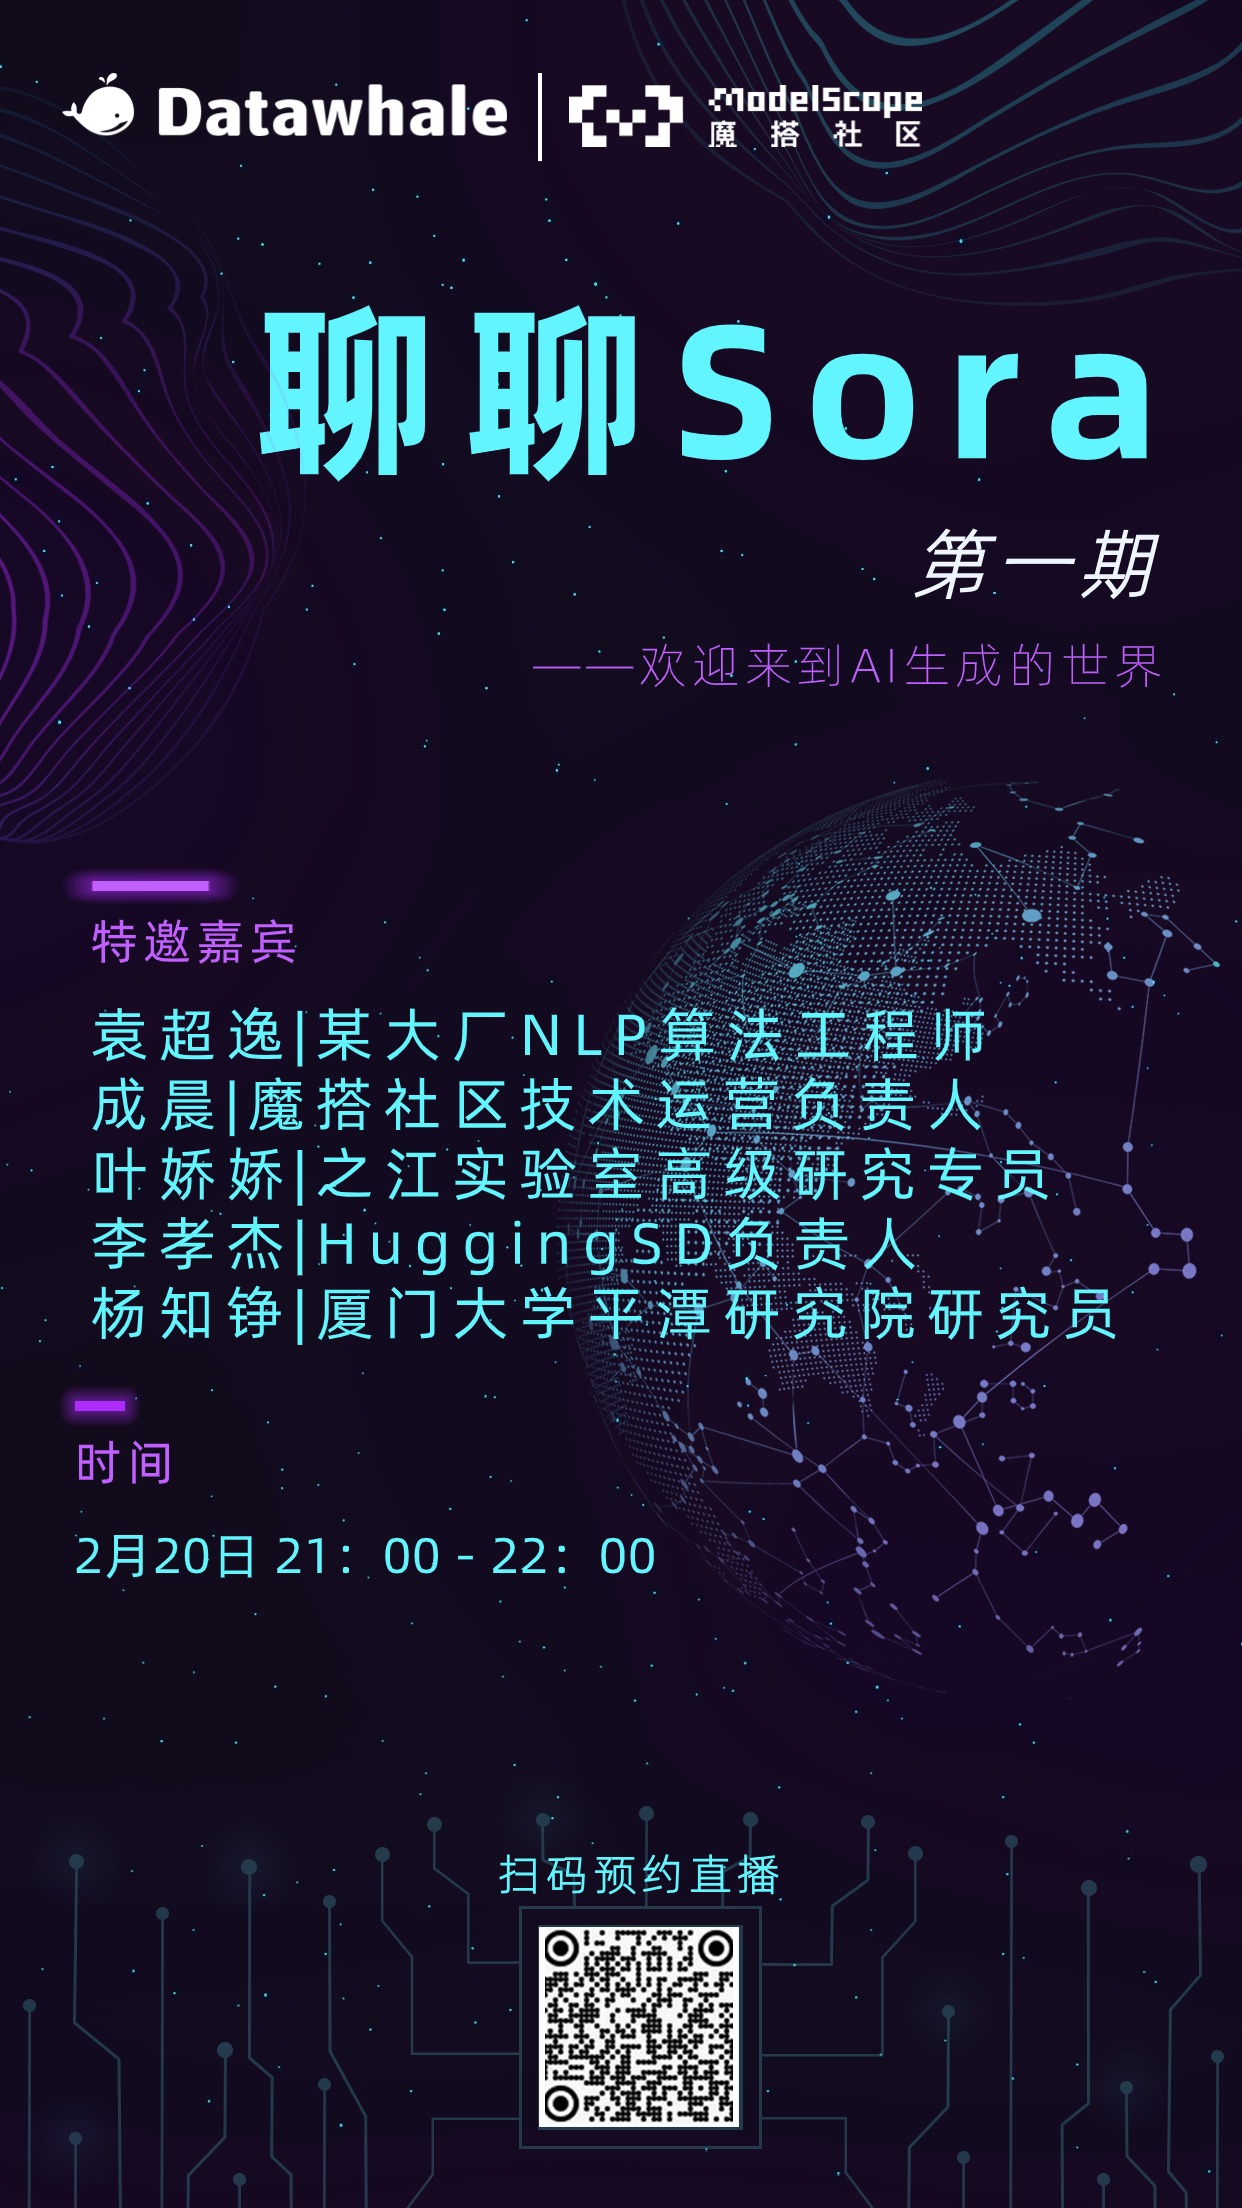 Datawhale
ModelScope
魔搭社区
聊聊Sora
第一期
——欢迎来到AI生成的世界
特邀嘉宾
袁超逸|某大厂NLP算法工程师
成晨|魔搭社区技术运营负责人
叶娇娇|之江实验室高级研究专员
李孝杰|HuggingSD负责人
杨知铮|厦门大学平潭研究院研究员
时间
2月20日 21：00 - 22：00
扫码预约直播